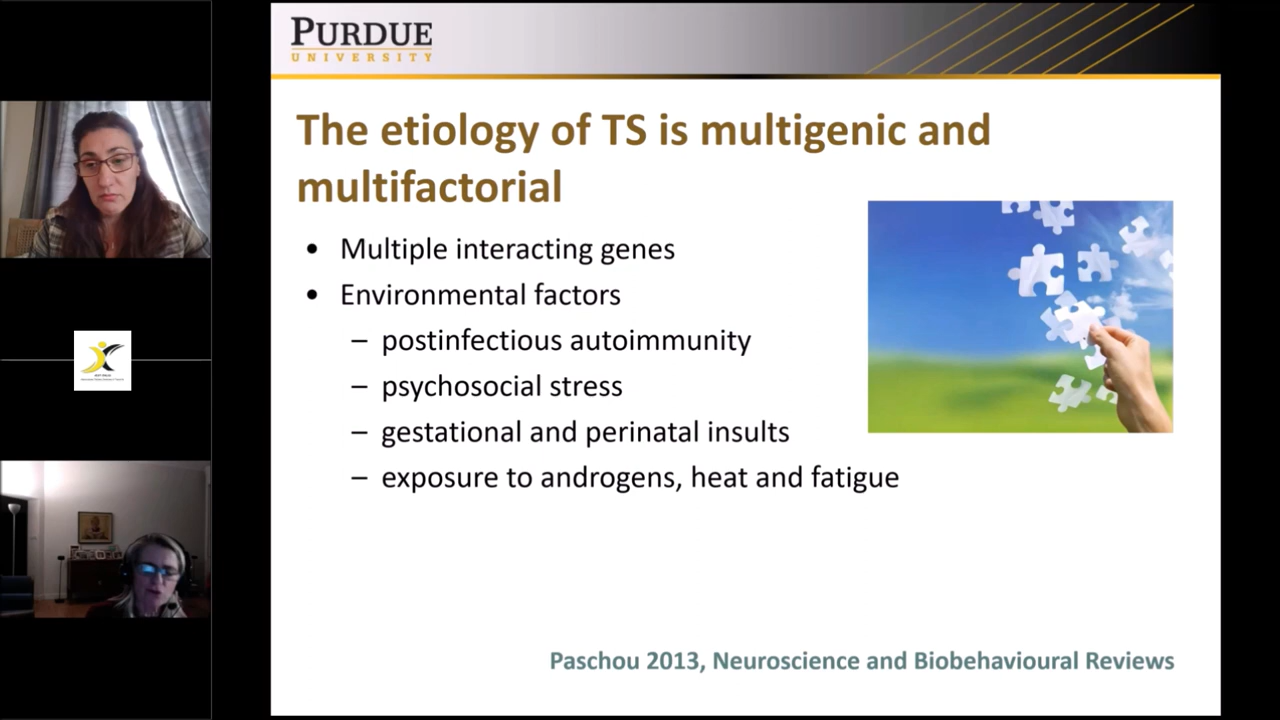 PURDUE
UNIVERSITY
The etiology of TS is multigenic and
multifactorial
• Multiple interacting genes
• Environmental factors
– postinfectious autoimmunity
– psychosocial stress
– gestational and perinatal insults
– exposure to androgens, heat and fatigue
Paschou 2013, Neuroscience and Biobehavioural Reviews